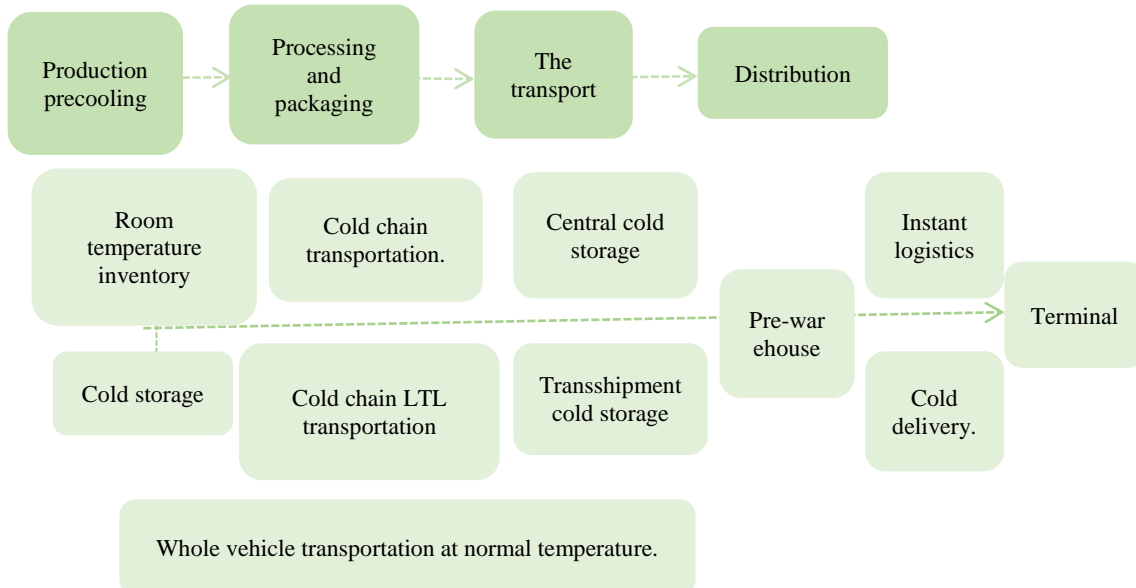 Production
precooling
Processing
and
packaging
The
transport
Distribution
Room
temperature
inventory
Cold chain
transportation.
Central cold
storage
Instant
logistics
Pre-war
ehouse
Terminal
Cold storage
Cold chain LTL
transportation
Transshipment
cold storage
Cold
delivery.
Whole vehicle transportation at normal temperature.